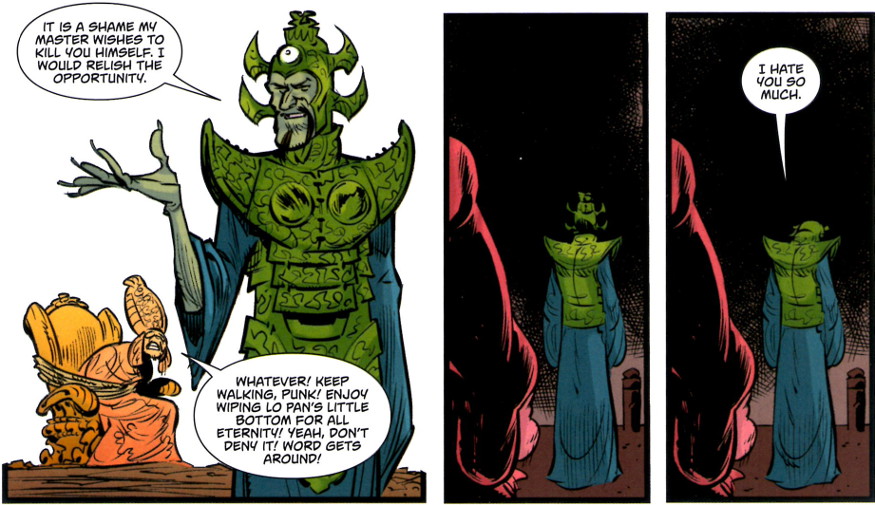 IT IS A SHAME MY
MASTER WISHES TO
KILL YOU HIMSELF. I
WOULD RELISH THE
OPPORTUNITY.
WHATEVER! KEEP
WALKING, PUNK! ENJOY
WIPING LO PAN'S LITTLE
BOTTOM FOR ALL
ETERNITY! YEAH, DON'T
DENY IT! WORD GETS
AROUND!
I HATE
YOU SO
MUCH.